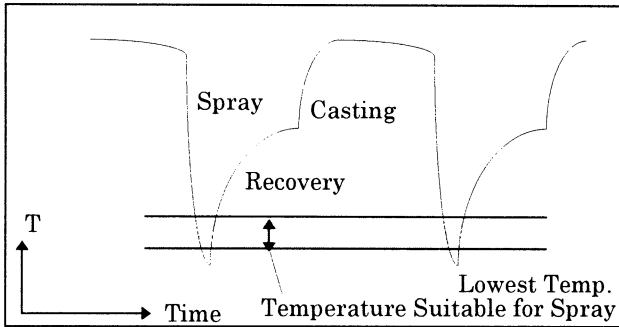 Spray
Casting
Recovery
T
Lowest Temp.
Time
Temperature Suitable for Spray